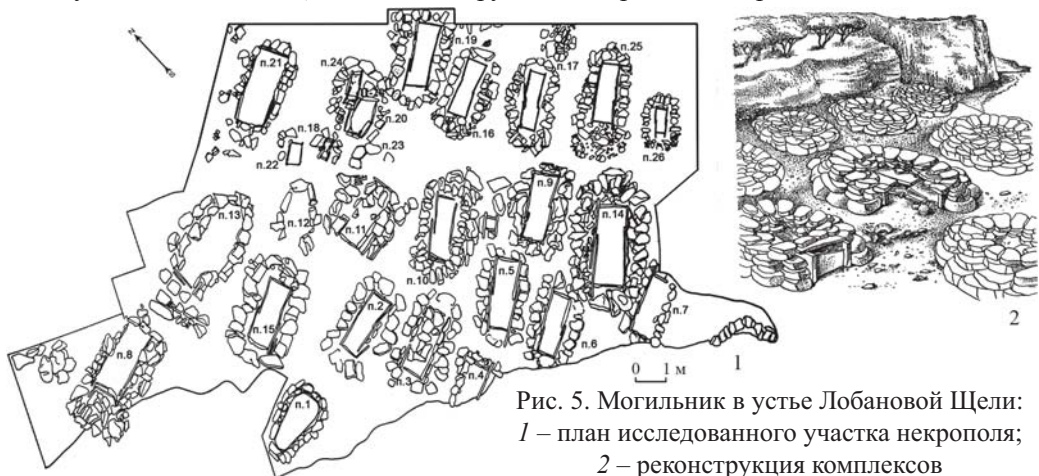 п.19
п.25
п.21
п.24
п.17
п.20
п.16
п.18
п.23
п.22
п.26
п.13
п.12
п.11
п.9
п.14
п.10
п.5
п.7
п.15
п.2
п.6
п.8
п.3
п.4
п.1
0 1 м
1
2
Рис. 5. Могильник в устье Лобановой Щели:
1 – план исследованного участка некрополя;
2 – реконструкция комплексов